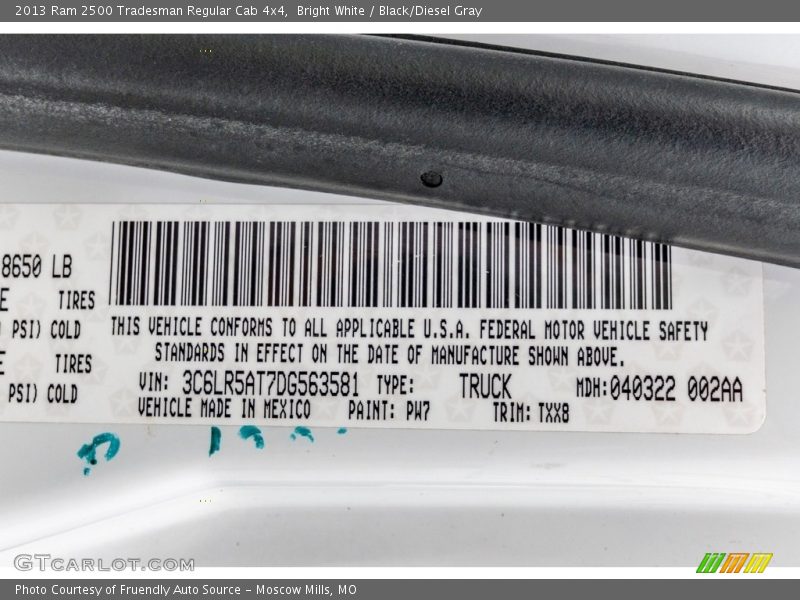 2013 Ram 2500 Tradesman Regular Cab 4x4, Bright White / Black/Diesel Gray
8650 LB
TIRES
PSI) COLD
TIRES
PSI) COLD
THIS VEHICLE CONFORMS TO ALL APPLICABLE U.S.A. FEDERAL MOTOR VEHICLE SAFETY
STANDARDS IN EFFECT ON THE DATE OF MANUFACTURE SHOWN ABOVE.
VIN: 3C6LR5AT7DG563581 TYPE: TRUCK MDH:040322 002AA
VEHICLE MADE IN MEXICO PAINT: PW7 TRIM: TXX8
GTCARLOT.COM
Photo Courtesy of Fruendly Auto Source - Moscow Mills, MO